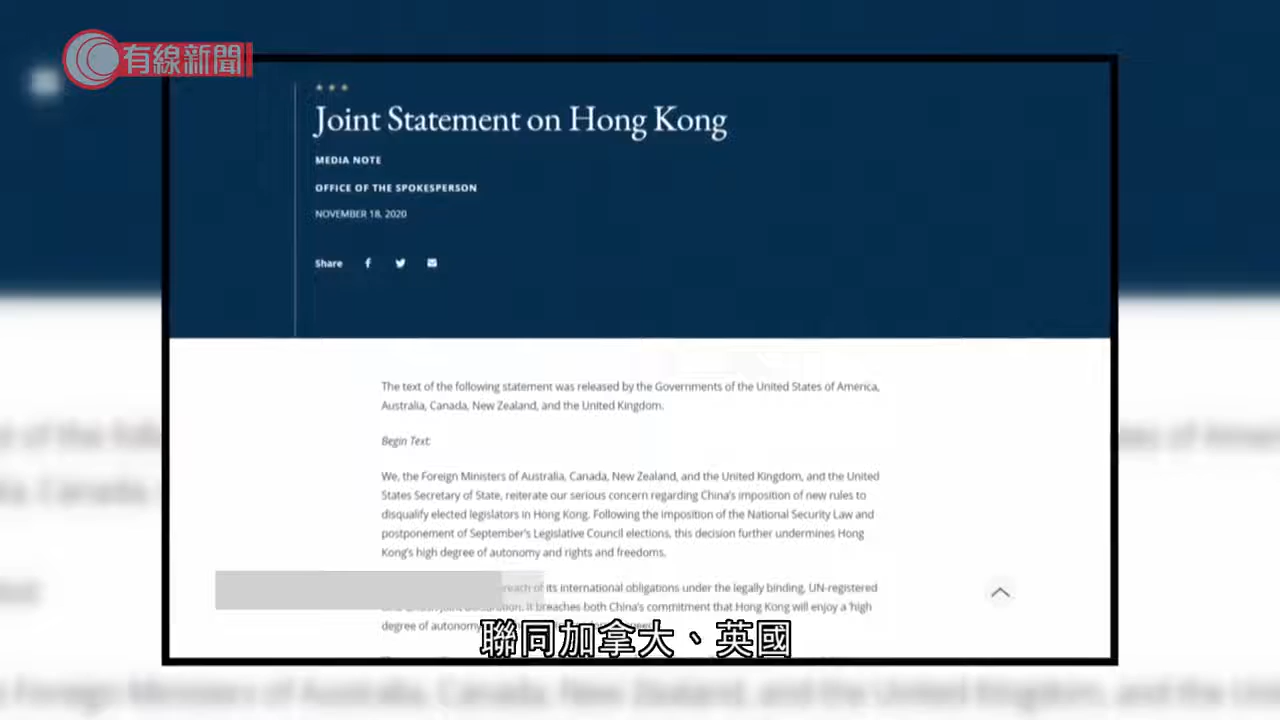 有線新聞
Joint Statement on Hong Kong
MEDIA NOTE
OFFICE OF THE SPOKESPERSON
NOVEMBER 18, 2020
Share
The text of the following statement was released by the Governments of the United States of America,
Australia, Canada, New Zealand, and the United Kingdom.
Begin Text:
We, the Foreign Ministers of Australia, Canada, New Zealand, and the United Kingdom, and the United
States Secretary of State, reiterate our serious concern regarding China's imposition of new rules to
disqualify elected legislators in Hong Kong. Following the imposition of the National Security Law and
postponement of September's Legislative Council elections, this decision further undermines Hong
Kong's high degree of autonomy and rights and freedoms.
breach of its international obligations under the legally binding, UN-registered
It breaches both China's commitment that Hong Kong will enjoy a 'high
degree of autonomy
聯同加拿大、英國